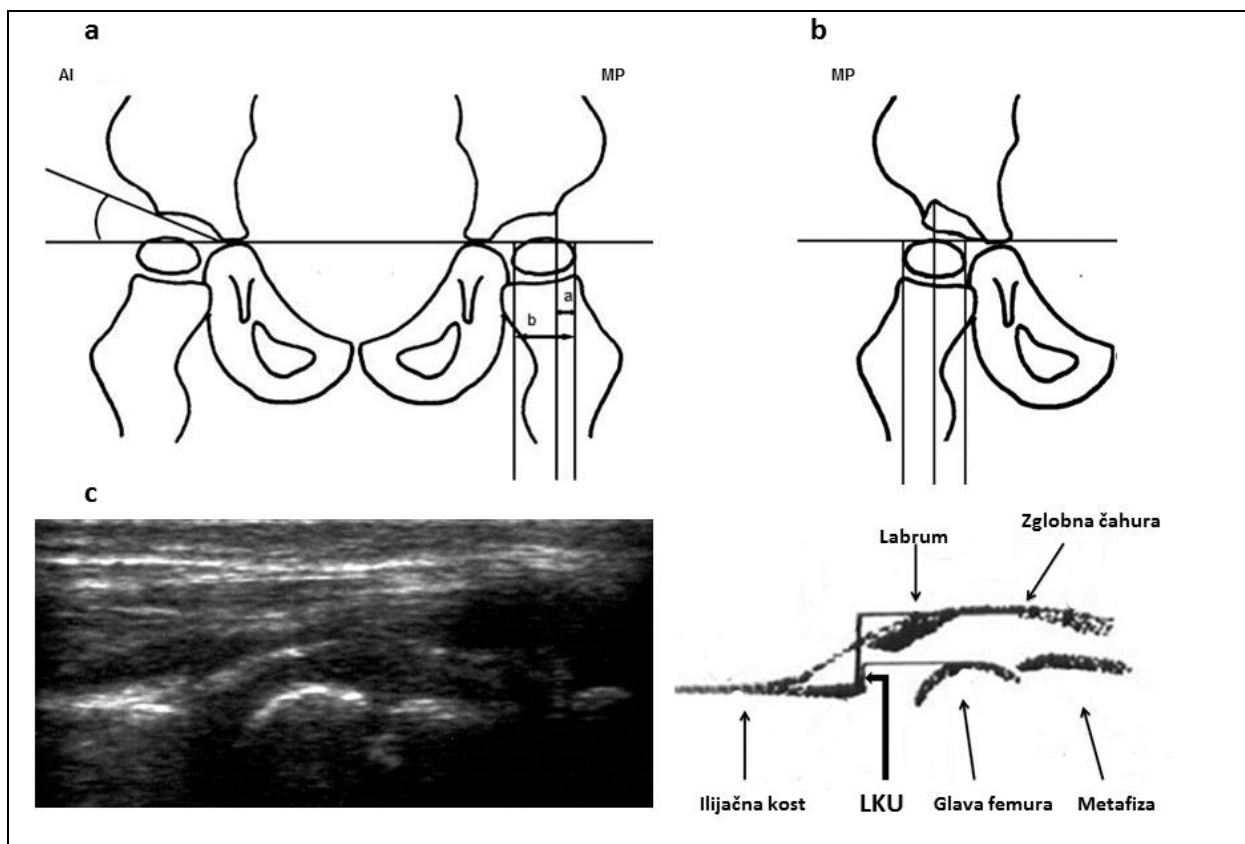 a
b
AI
MP
MP
a
b
c
Labrum
Zglobna čahura
Ilijačna kost
LKU
Glava femura
Metafiza